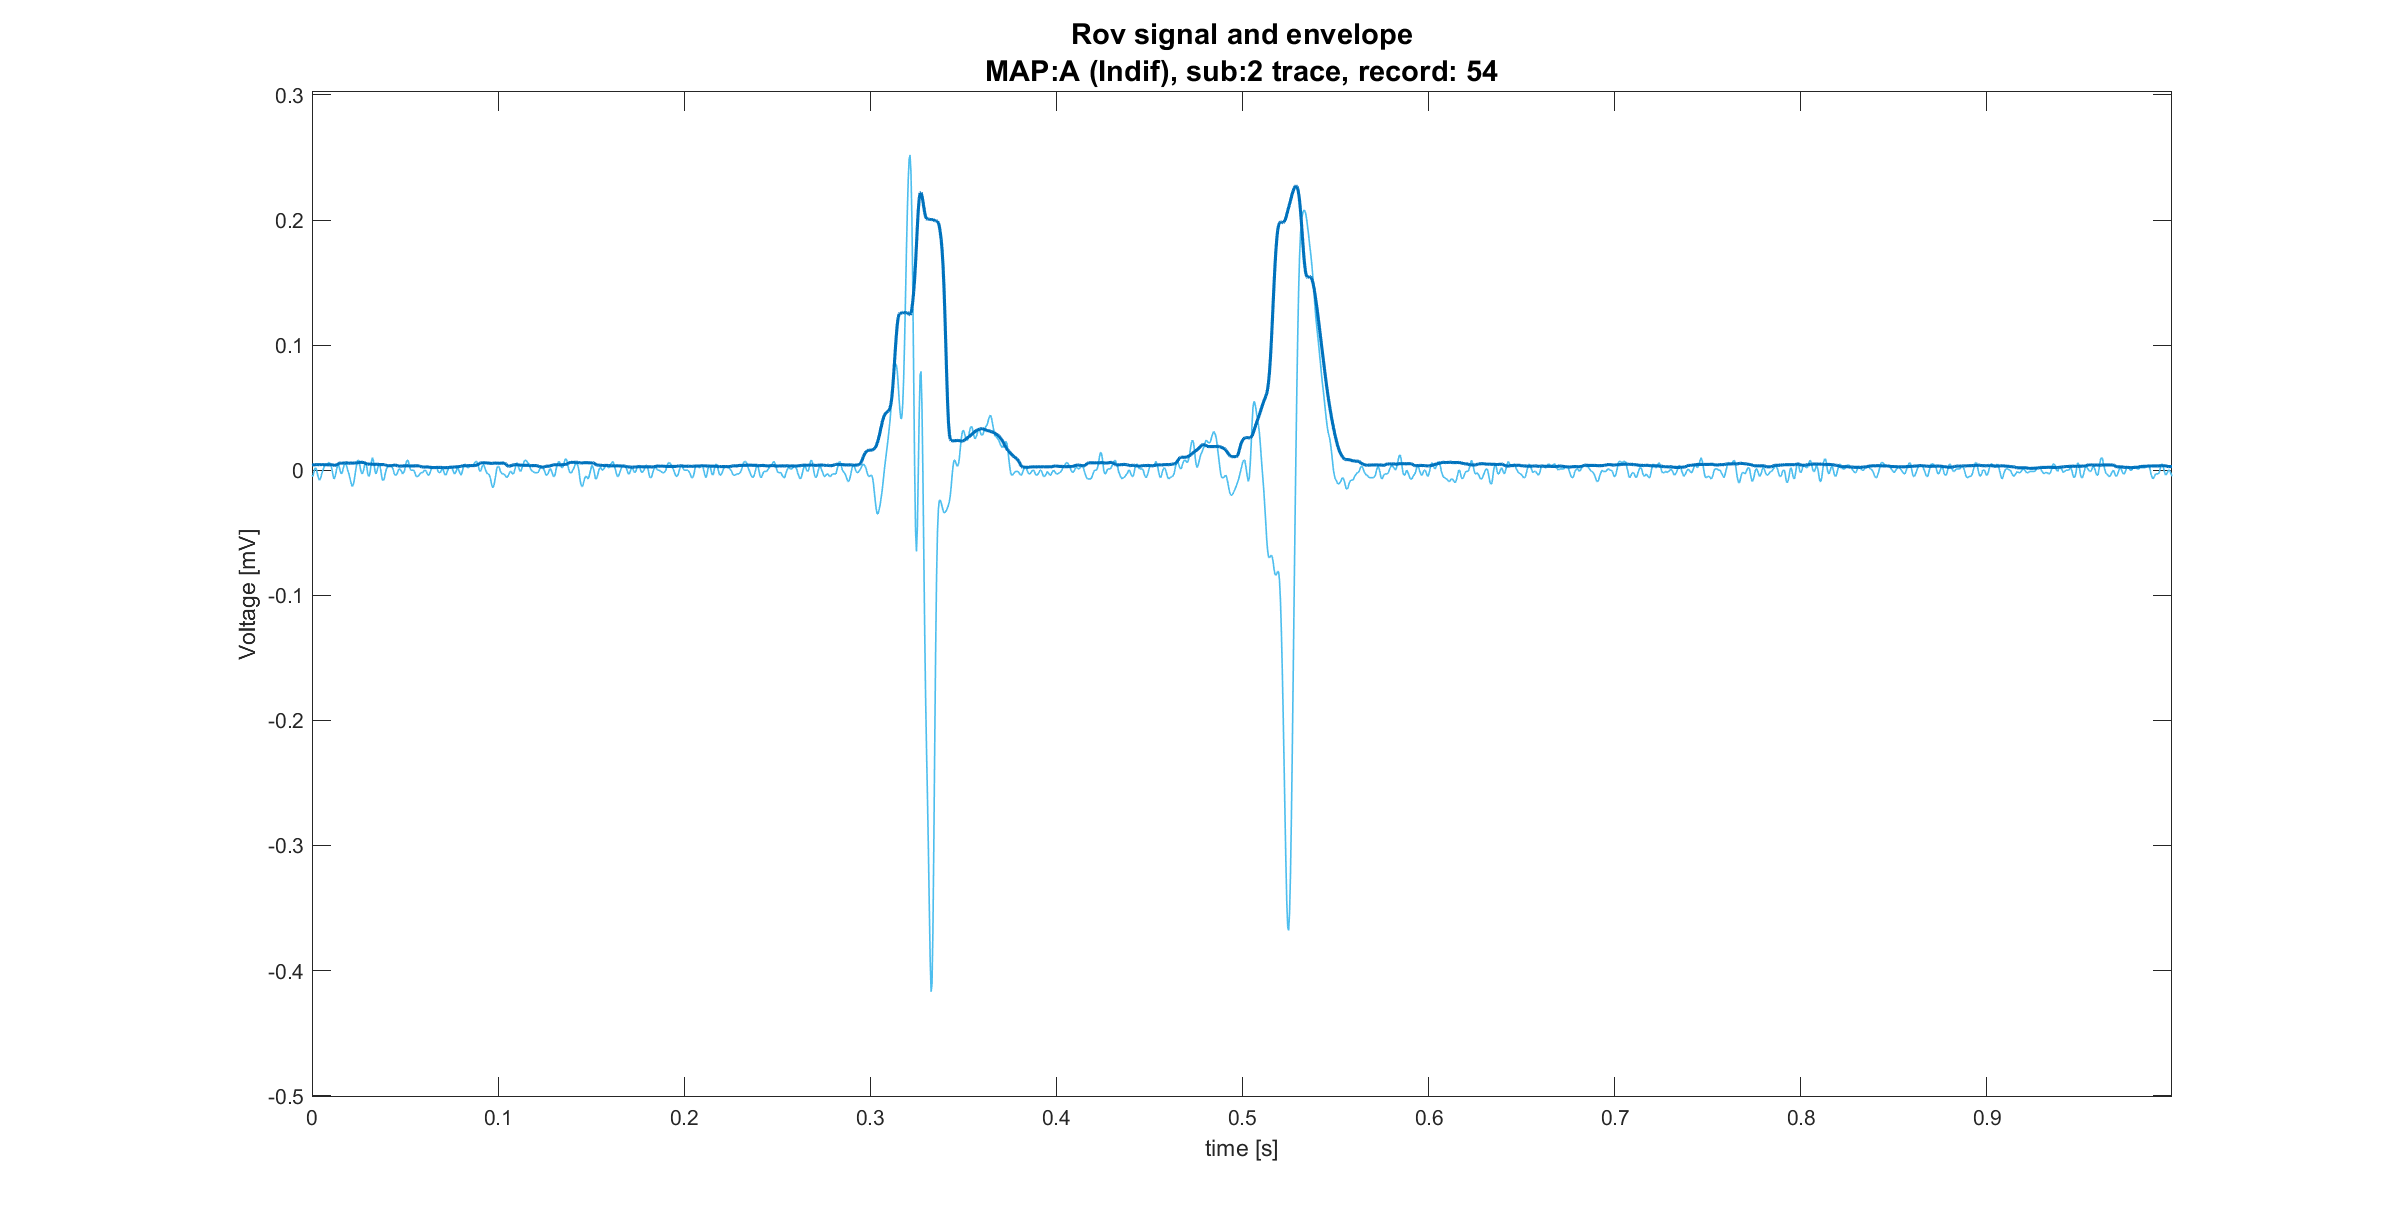 Rov signal and envelope
MAP:A (Indif), sub:2 trace, record: 54
0.3
0.2
0.1
0
-0.1
-0.2
-0.3
-0.4
-0.5
Voltage [mV]
0 0.1 0.2 0.3 0.4 0.5 0.6 0.7 0.8 0.9
time [s]